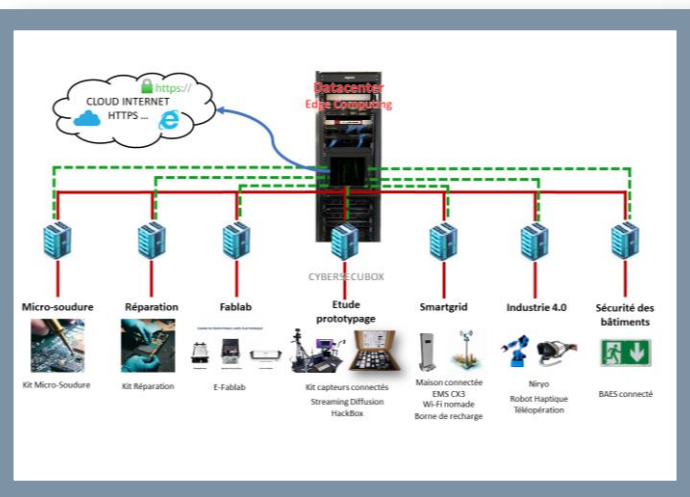 https://
CLOUD INTERNET
HTTPS ...
Datacenter
Edge Computing
CYBERSECUBOX
Micro-soudure
Réparation
Fablab
Etude
prototypage
Smartgrid
Industrie 4.0
Sécurité des
bâtiments
Kit Micro-Soudure
Kit Réparation
E-Fablab
Kit capteurs connectés
Streaming Diffusion
HackBox
Maison connectée
EMS CX3
Wi-Fi nomade
Borne de recharge
Niryo
Robot Haptique
Téléopération
BAES connecté